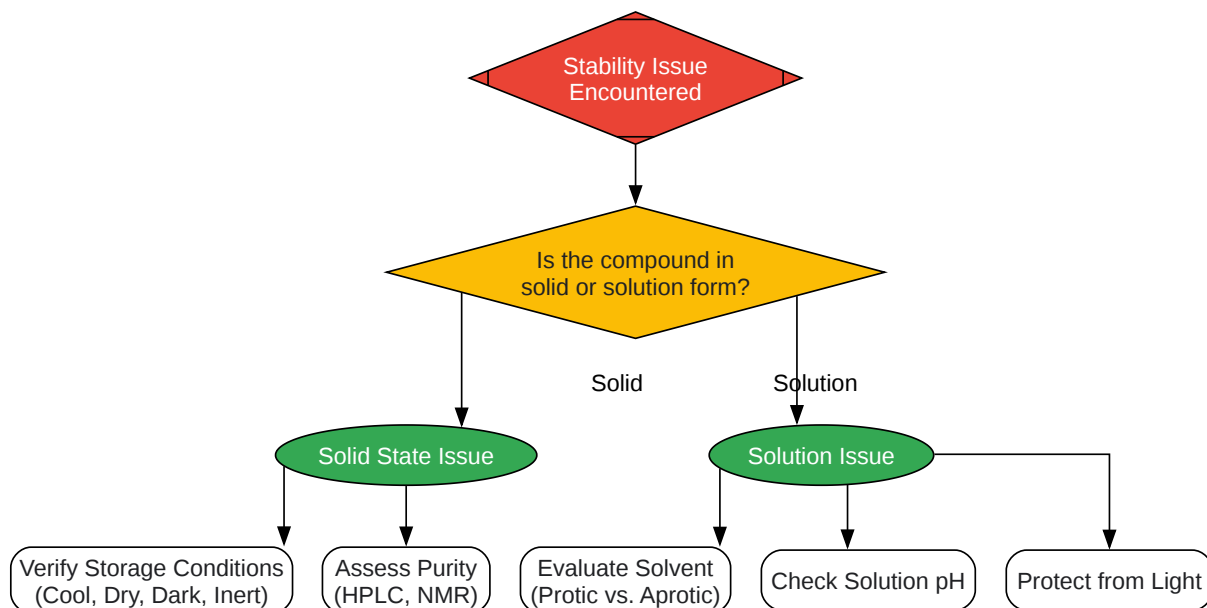 Stability Issue
Encountered
Is the compound in
solid or solution form?
Solid
Solution
Solid State Issue
Solution Issue
Verify Storage Conditions
(Cool, Dry, Dark, Inert)
Assess Purity
(HPLC, NMR)
Evaluate Solvent
(Protic vs. Aprotic)
Check Solution pH
Protect from Light